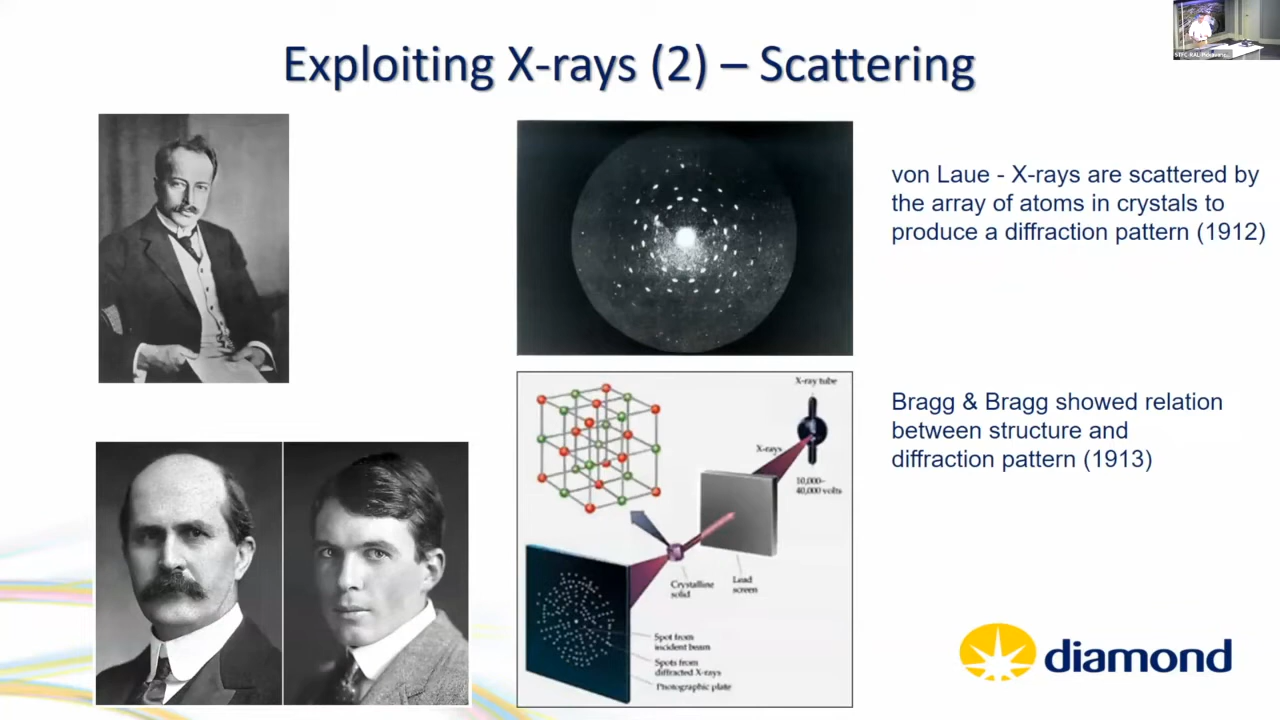 Exploiting X-rays (2) – Scattering
von Laue - X-rays are scattered by
the array of atoms in crystals to
produce a diffraction pattern (1912)
Bragg & Bragg showed relation
between structure and
diffraction pattern (1913)
X-ray tube
X-rays
10,000–
40,000 volts
Crystalline
solid
Lead
screen
Spot from
incident beam
Spots from
diffracted X-rays
Photographic plate
diamond